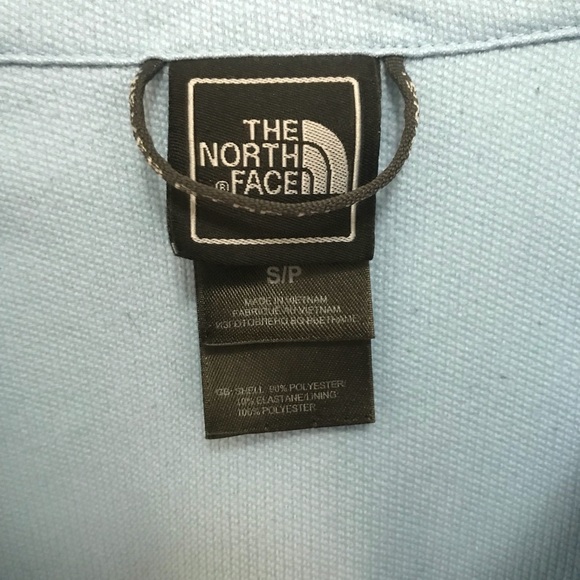 THE
NORTH
FACE
®
S/P
MADE IN VIETNAM
FABRIQUE AU VIETNAM
ИЗГОТОВЛЕНО ВО ВЬЕТНАМЕ
GB: SHELL: 90% POLYESTER/
10% ELASTANE/LINING:
100% POLYESTER